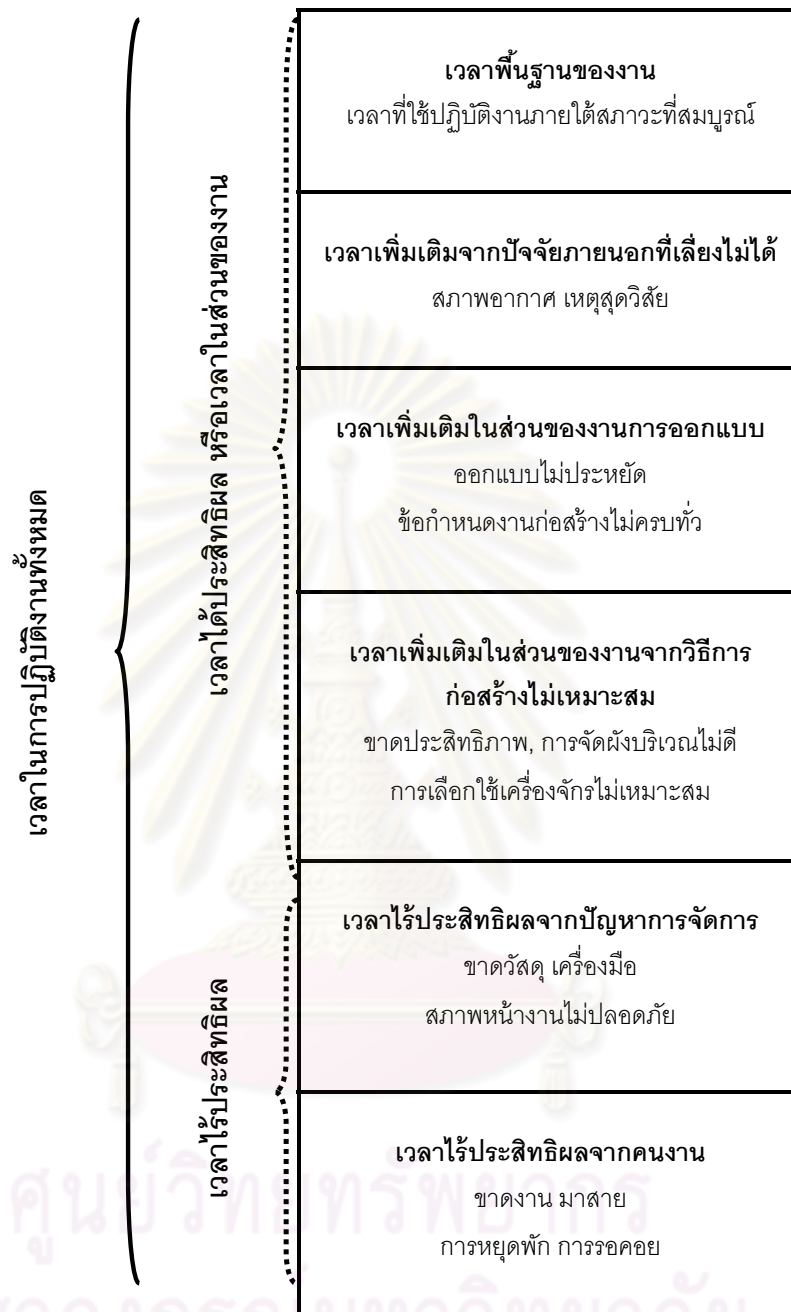 เวลาในการปฏิบัติงานทั้งหมด
เวลาได้ประสิทธิผล หรือเวลาในส่วนของงาน
เวลาพื้นฐานของงาน
เวลาที่ใช้ปฏิบัติงานภายใต้สภาวะที่สมบูรณ์
เวลาเพิ่มเติมจากปัจจัยภายนอกที่เลี่ยงไม่ได้
สภาพอากาศ เหตุสุดวิสัย
เวลาเพิ่มเติมในส่วนของงานการออกแบบ
ออกแบบไม่ประหยัด
ข้อกำหนดงานก่อสร้างไม่ครบทั่ว
เวลาเพิ่มเติมในส่วนของงานจากวิธีการ
ก่อสร้างไม่เหมาะสม
ขาดประสิทธิภาพ, การจัดผังบริเวณไม่ดี
การเลือกใช้เครื่องจักรไม่เหมาะสม
เวลาไร้ประสิทธิผล
เวลาไร้ประสิทธิผลจากปัญหาการจัดการ
ขาดวัสดุ เครื่องมือ
สภาพหน้างานไม่ปลอดภัย
เวลาไร้ประสิทธิผลจากคนงาน
ขาดงาน มาสาย
การหยุดพัก การรอคอย
ศูนย์วิทยทรัพยากร